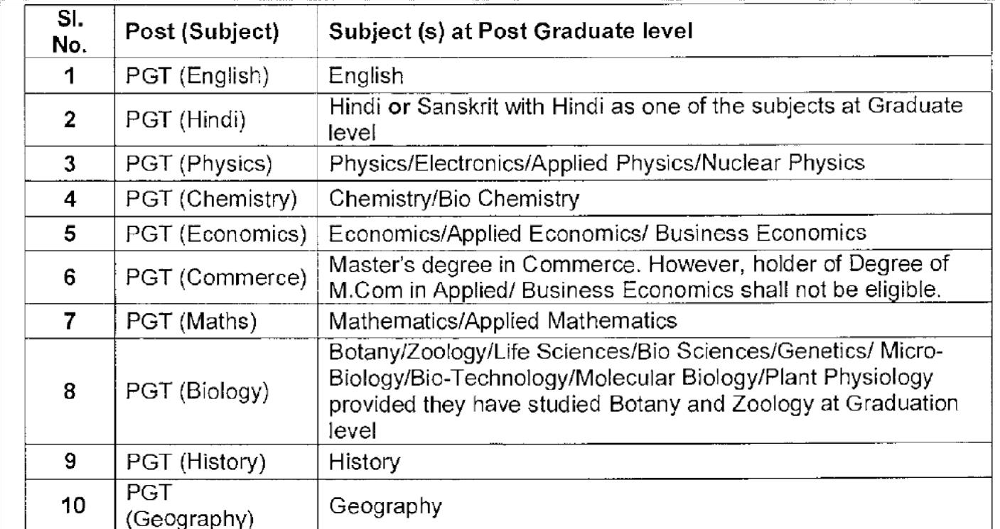 Sl. No. Post (Subject) Subject (s) at Post Graduate level
1 PGT (English) English
2 PGT (Hindi) Hindi or Sanskrit with Hindi as one of the subjects at Graduate
level
3 PGT (Physics) Physics/Electronics/Applied Physics/Nuclear Physics
4 PGT (Chemistry) Chemistry/Bio Chemistry
5 PGT (Economics) Economics/Applied Economics/ Business Economics
6 PGT (Commerce) Master's degree in Commerce. However, holder of Degree of
M.Com in Applied/ Business Economics shall not be eligible.
7 PGT (Maths) Mathematics/Applied Mathematics
8 PGT (Biology) Botany/Zoology/Life Sciences/Bio Sciences/Genetics/ Micro-
Biology/Bio-Technology/Molecular Biology/Plant Physiology
provided they have studied Botany and Zoology at Graduation
level
9 PGT (History) History
10 PGT (Geography) Geography